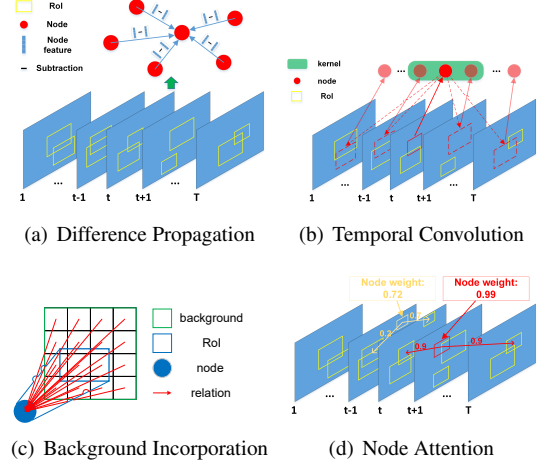 RoI
Node
Node
feature
Subtraction
1
...
t-1
t
t+1
...
T
(a) Difference Propagation
kernel
node
RoI
...
...
1
...
t-1
t
t+1
...
T
(b) Temporal Convolution
background
RoI
node
relation
(c) Background Incorporation
Node weight:
0.72
Node weight:
0.99
0.9
0.9
1
...
t-1
t
t+1
...
T
(d) Node Attention